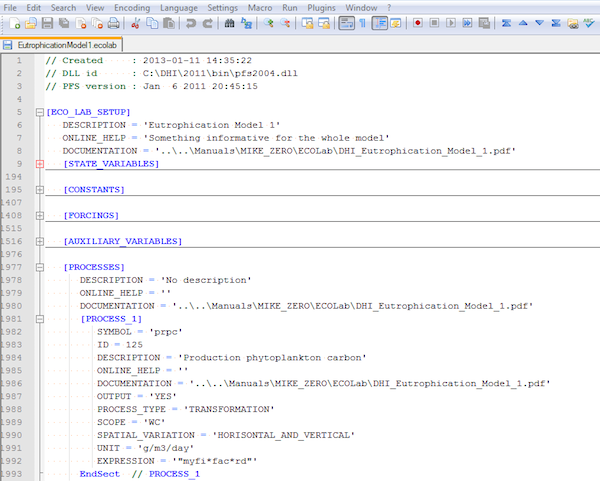 File Edit Search View Encoding Language Settings Macro Run Plugins Window ?
EutrophicationModel1.ecolab
1 // Created : 2013-01-11 14:35:22
2 // DLL id : C:\DHI\2011\bin\pfs2004.dll
3 // PFS version : Jan 6 2011 20:45:15
4
5 [ECO_LAB_SETUP]
6 DESCRIPTION = 'Eutrophication Model 1'
7 ONLINE_HELP = 'Something informative for the whole model'
8 DOCUMENTATION = '..\..\Manuals\MIKE_ZERO\ECOLab\DHI_Eutrophication_Model_1.pdf'
9 [STATE_VARIABLES]
194
195 [CONSTANTS]
1407
1408 [FORCINGS]
1515
1516 [AUXILIARY_VARIABLES]
1976
1977 [PROCESSES]
1978 DESCRIPTION = 'No description'
1979 ONLINE_HELP = ''
1980 DOCUMENTATION = '..\..\Manuals\MIKE_ZERO\ECOLab\DHI_Eutrophication_Model_1.pdf'
1981 [PROCESS_1]
1982 SYMBOL = 'prpc'
1983 ID = 125
1984 DESCRIPTION = 'Production phytoplankton carbon'
1985 ONLINE_HELP = ''
1986 DOCUMENTATION = '..\..\Manuals\MIKE_ZERO\ECOLab\DHI_Eutrophication_Model_1.pdf'
1987 OUTPUT = 'YES'
1988 PROCESS_TYPE = 'TRANSFORMATION'
1989 SCOPE = 'WC'
1990 SPATIAL_VARIATION = 'HORISONTAL_AND_VERTICAL'
1991 UNIT = 'g/m3/day'
1992 EXPRESSION = '"myfi*fac*rd"'
1993 EndSect // PROCESS_1